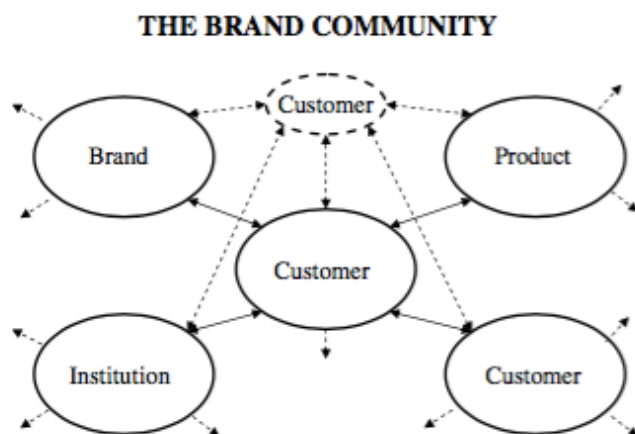 THE BRAND COMMUNITY
Customer
Brand
Product
Customer
Institution
Customer